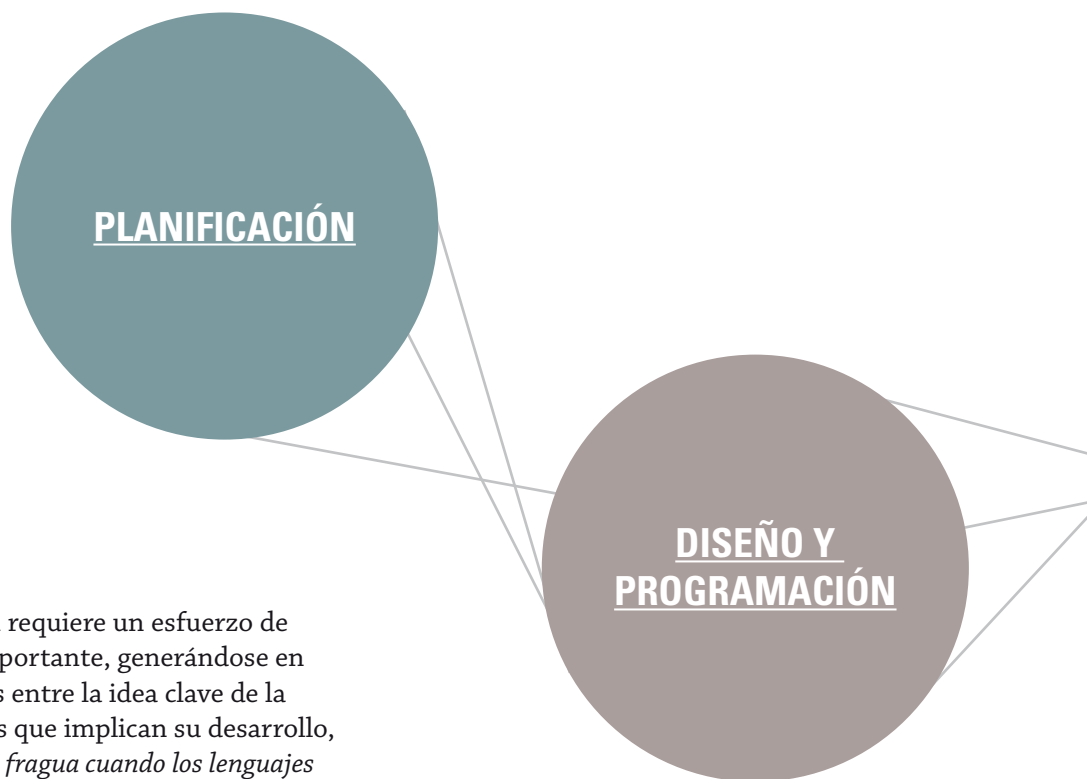 PLANIFICACIÓN
DISEÑO Y
PROGRAMACIÓN
requiere un esfuerzo de
portante, generándose en
entre la idea clave de la
que implican su desarrollo,
fragua cuando los lenguajes